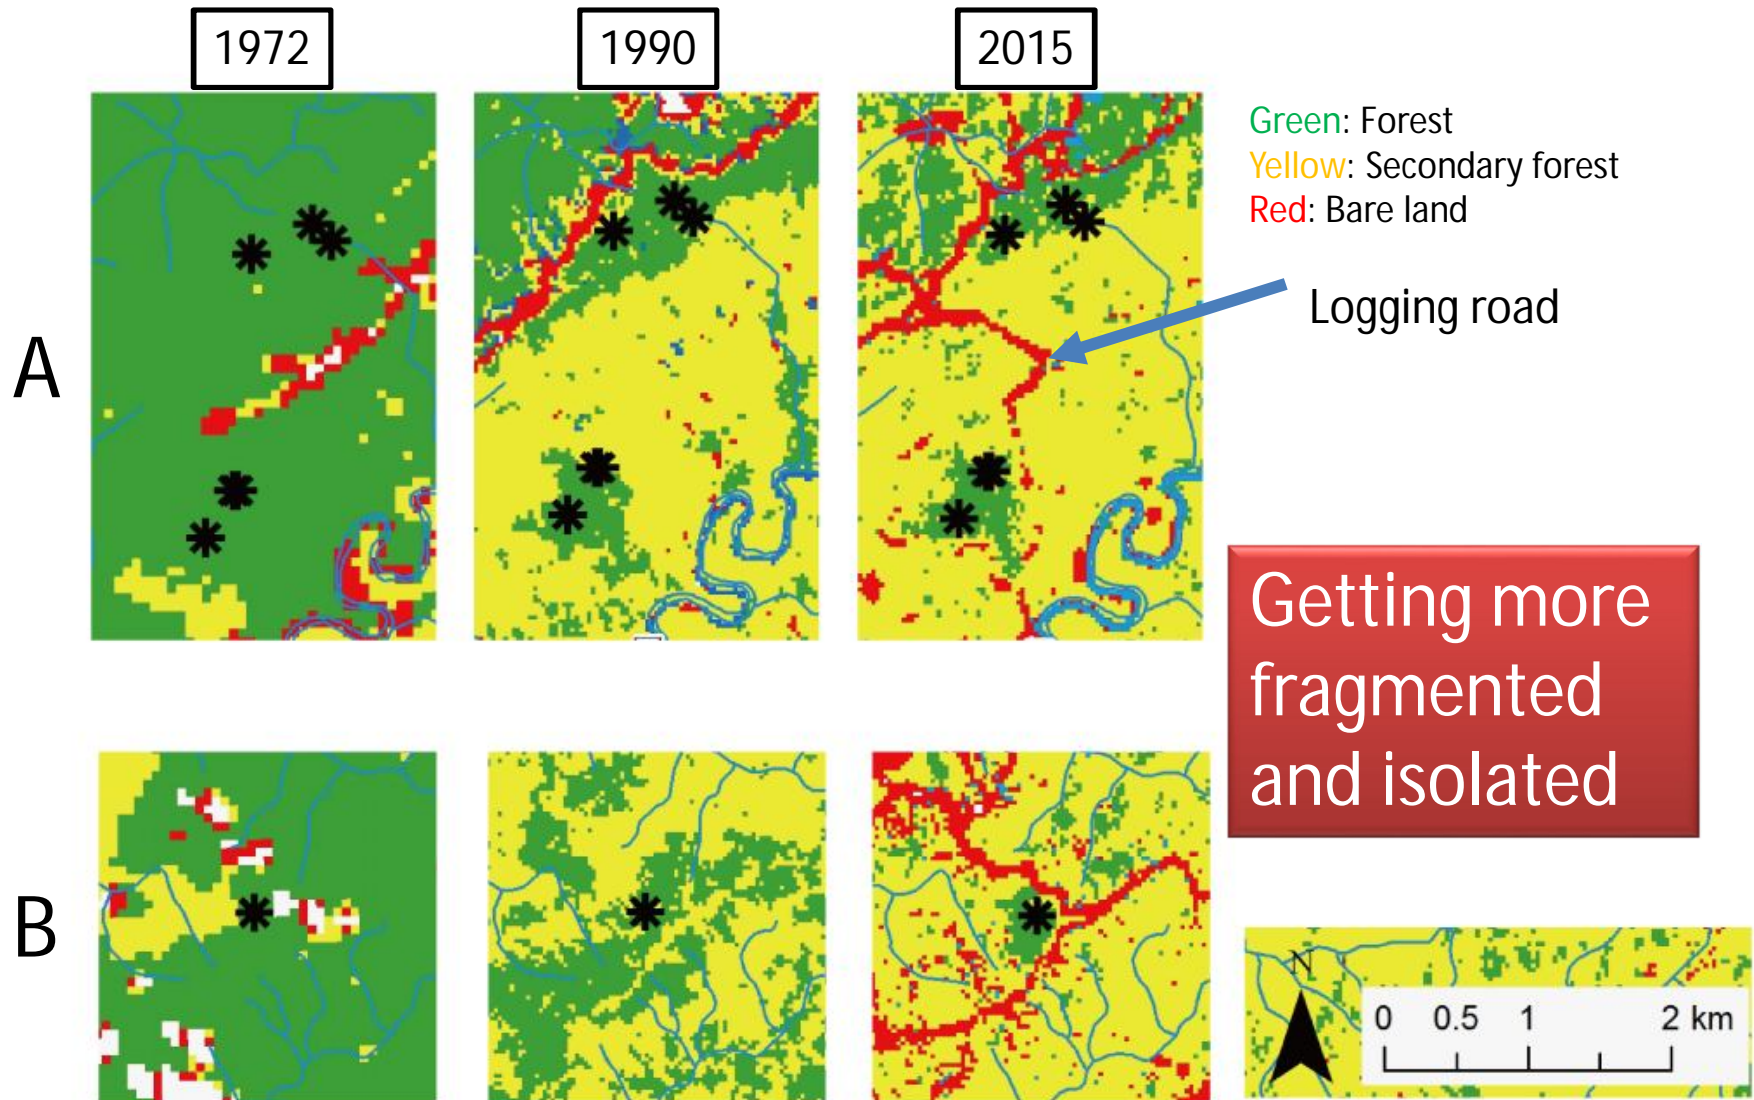 1972
1990
2015
Green: Forest
Yellow: Secondary forest
Red: Bare land
Logging road
A
Getting more
fragmented
and isolated
B
N
0 0.5 1 2 km